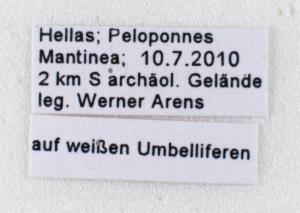 Hellas; Peloponnes
Mantinea; 10.7.2010
2 km S archäol. Gelände
leg. Werner Arens
auf weißen Umbelliferen